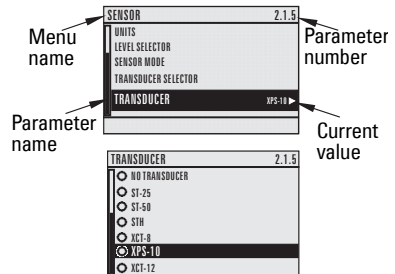 Menu name
SENSOR 2.1.5
Parameter number
UNITS
LEVEL SELECTOR
SENSOR MODE
TRANSDUCER SELECTOR
TRANSDUCER XPS-10
Parameter name
Current value
TRANSDUCER 2.1.5
NO TRANSDUCER
ST-25
ST-50
STH
XCT-8
XPS-10
XCT-12